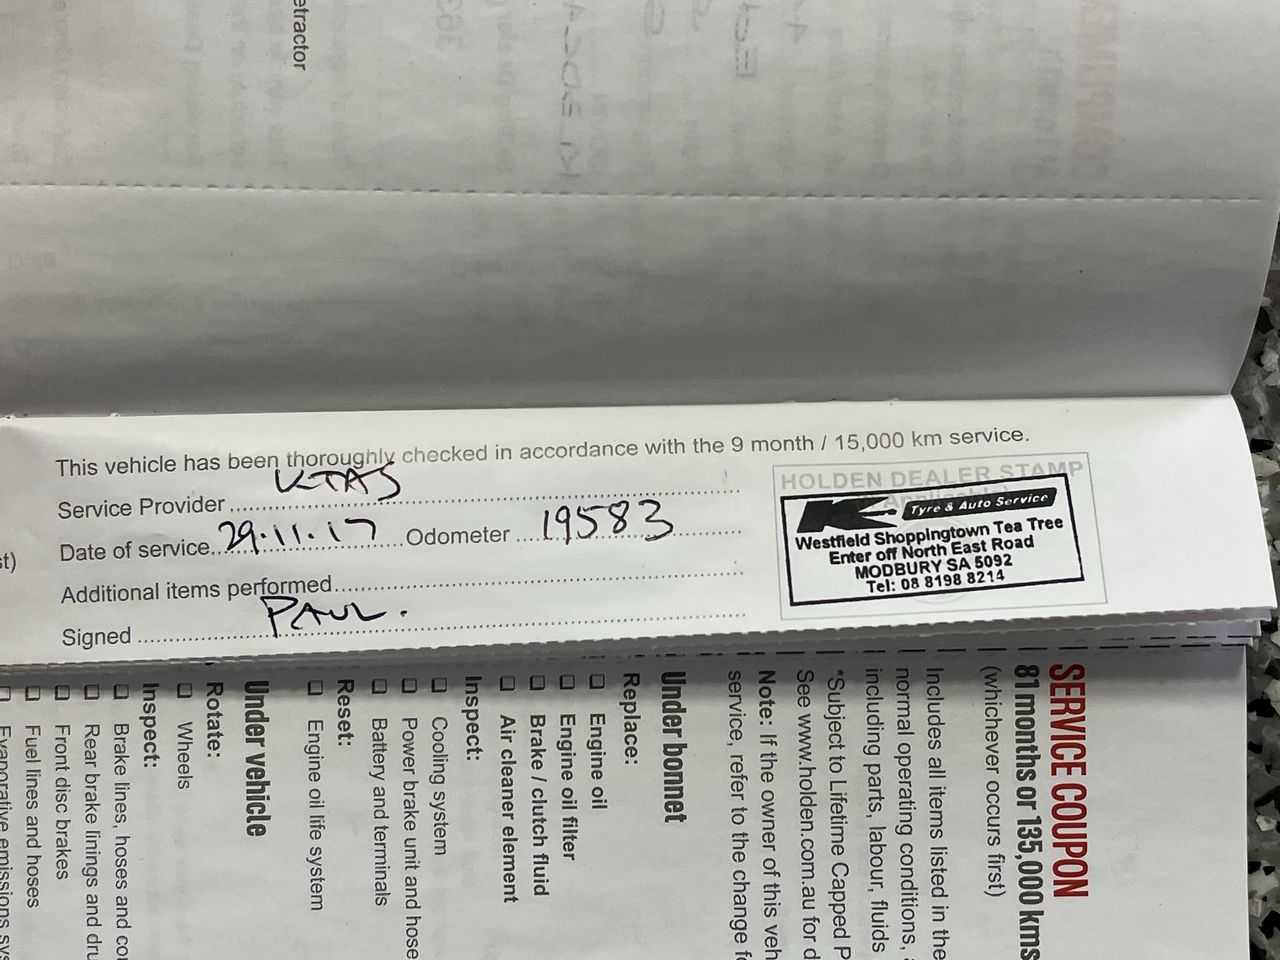 etractor
This vehicle has been thoroughly checked in accordance with the 9 month / 15,000 km service.
Service Provider KTAS
Date of service 29.11.17 Odometer 19583
Additional items performed
Signed PAUL.
HOLDEN DEALER STAMP
Tyre & Auto Service
Westfield Shoppingtown Tea Tree
Enter off North East Road
MODBURY SA 5092
Tel: 08 8198 8214
st)
SERVICE COUPON
81 months or 135,000 kms
(whichever occurs first)
Includes all items listed in the
normal operating conditions,
including parts, labour, fluids
*Subject to Lifetime Capped P
See www.holden.com.au for d
Note: If the owner of this veh
service, refer to the change f
Under bonnet
Replace:
Engine oil
Engine oil filter
Brake / clutch fluid
Air cleaner element
Inspect:
Cooling system
Power brake unit and hose
Battery and terminals
Reset:
Engine oil life system
Under vehicle
Rotate:
Wheels
Inspect:
Brake lines, hoses and co
Rear brake linings and dru
Front disc brakes
Fuel lines and hoses
Evaporative emissions sys